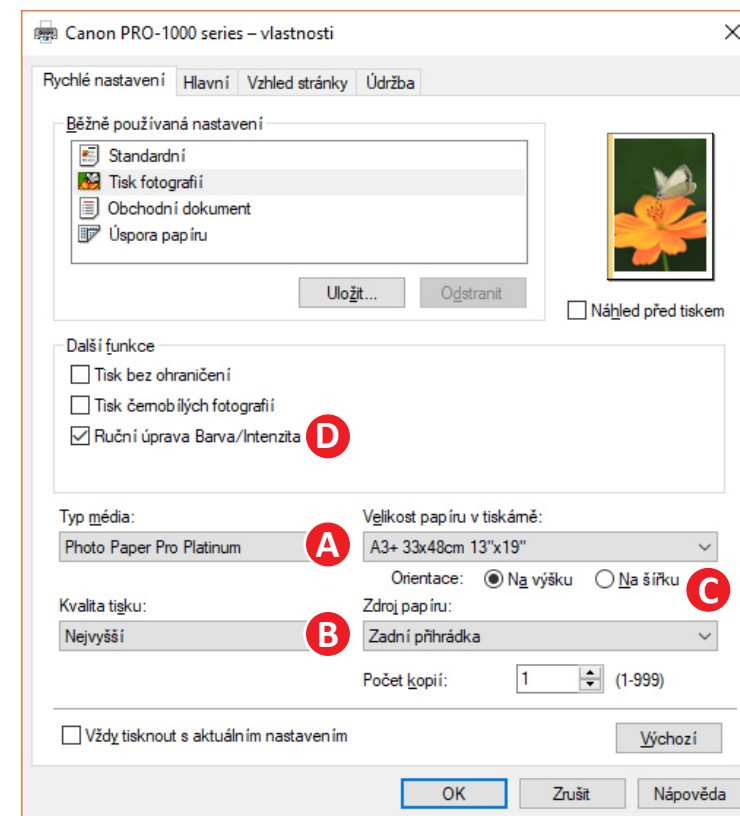 Canon PRO-1000 series – vlastnosti
Rychlé nastavení Hlavní Vzhled stránky Údržba
Běžně používaná nastavení
Standardní
Tisk fotografií
Obchodní dokument
Úspora papíru
Uložit... Odstranit
Náhled před tiskem
Další funkce
Tisk bez ohraničení
Tisk černobílých fotografií
Ruční úprava Barva/Intenzita D
Typ média: Velikost papíru v tiskárně:
Photo Paper Pro Platinum A A3+ 33x48cm 13"x19"
Orientace: Na výšku Na šířku C
Kvalita tisku: Zdroj papíru:
Nejvyšší B Zadní přihrádka
Počet kopií: 1 (1-999)
Vždy tisknout s aktuálním nastavením Výchozí
OK Zrušit Nápověda